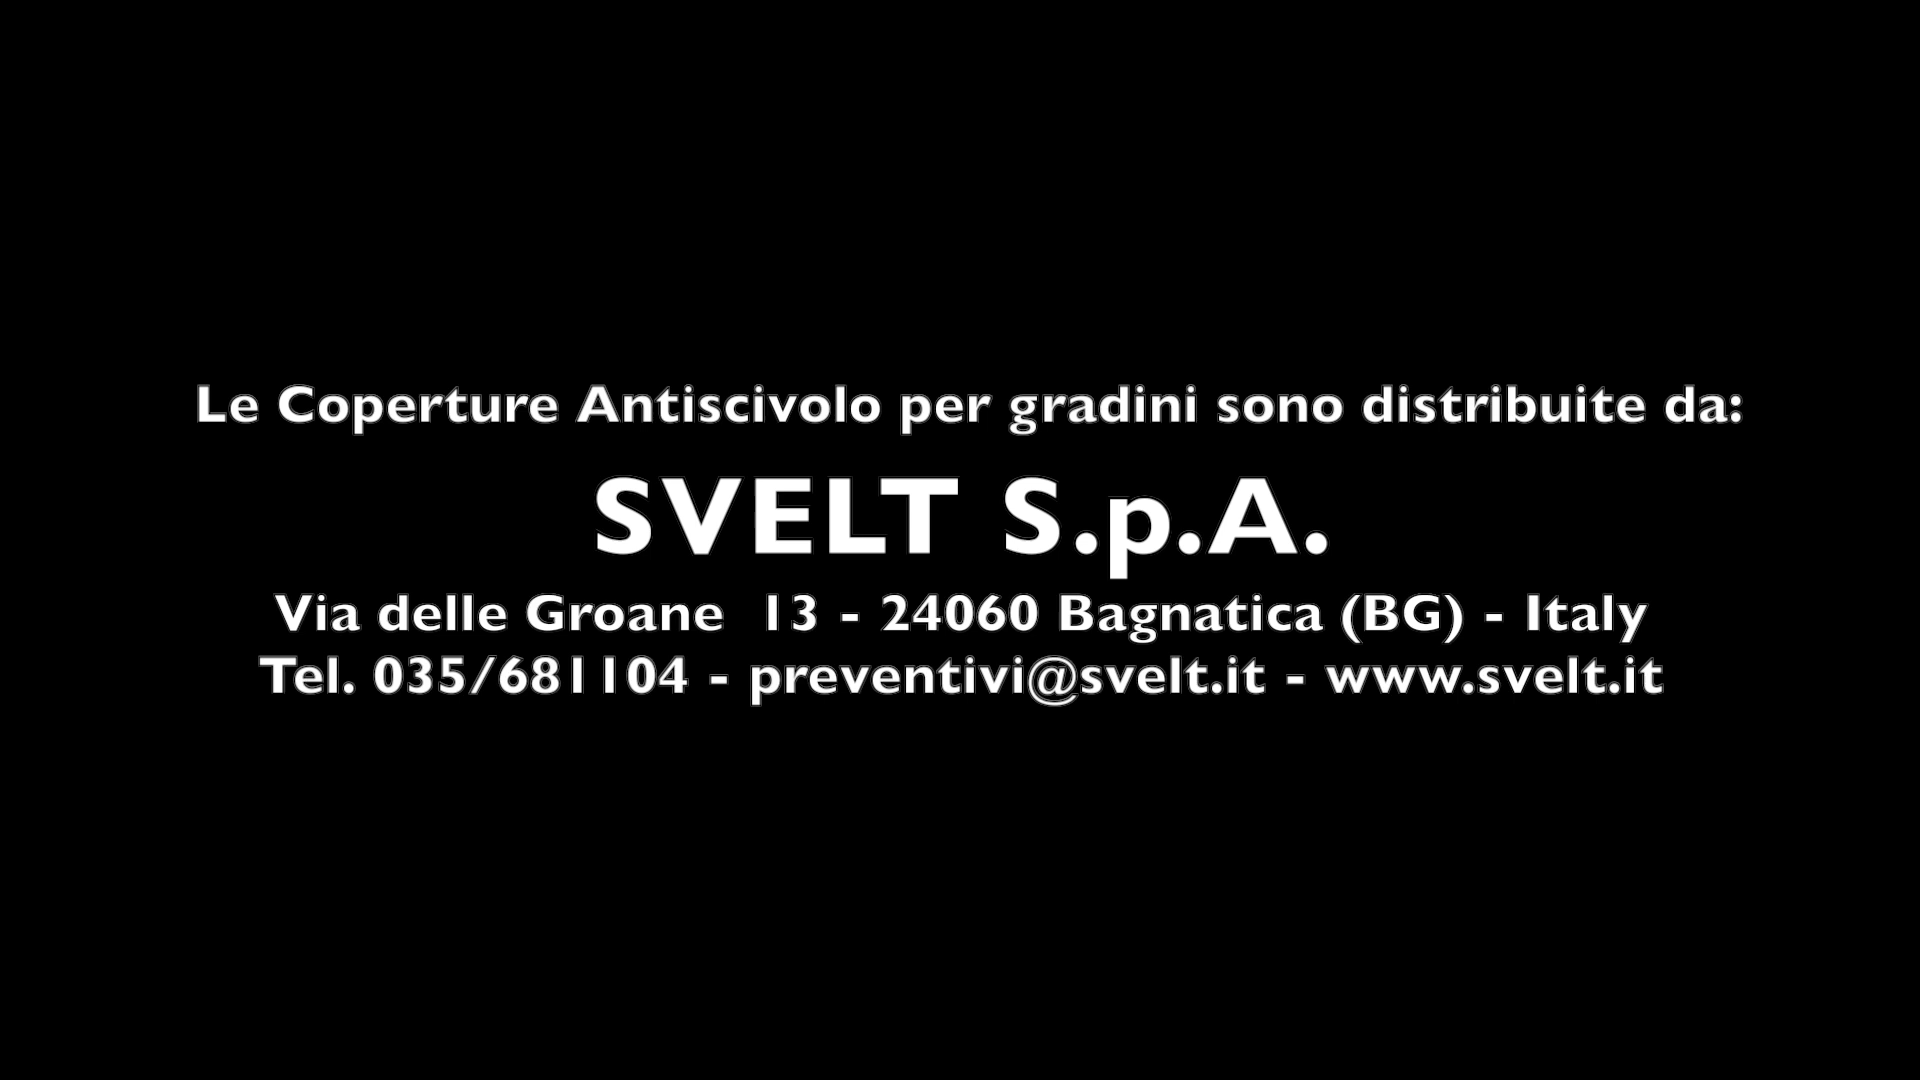 Le Coperture Antiscivolo per gradini sono distribuite da:
SVELT S.p.A.
Via delle Groane  13 - 24060 Bagnatica (BG) - Italy
Tel. 035/681104 - preventivi@svelt.it - www.svelt.it